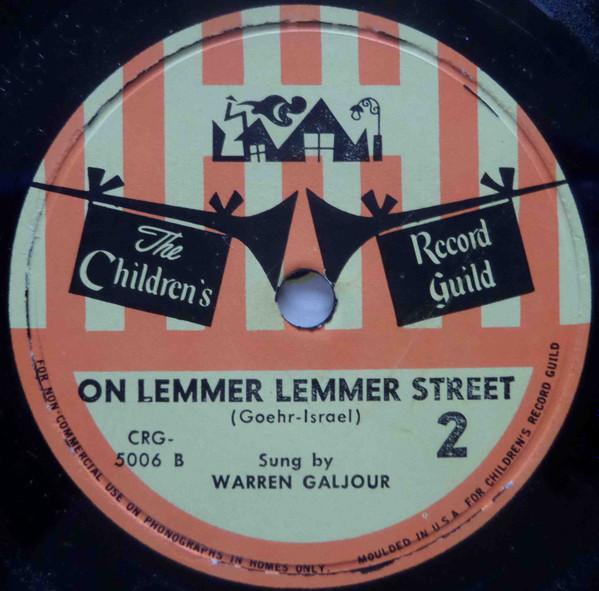 The
Children's
Record
Guild
ON LEMMER LEMMER STREET
(Goehr-Israel)
2
CRG-
5006 B
Sung by
WARREN GALJOUR
FOR NON-COMMERCIAL USE ON PHONOGRAPHS IN HOMES ONLY.
MOULDED IN U.S.A. FOR CHILDREN'S RECORD GUILD